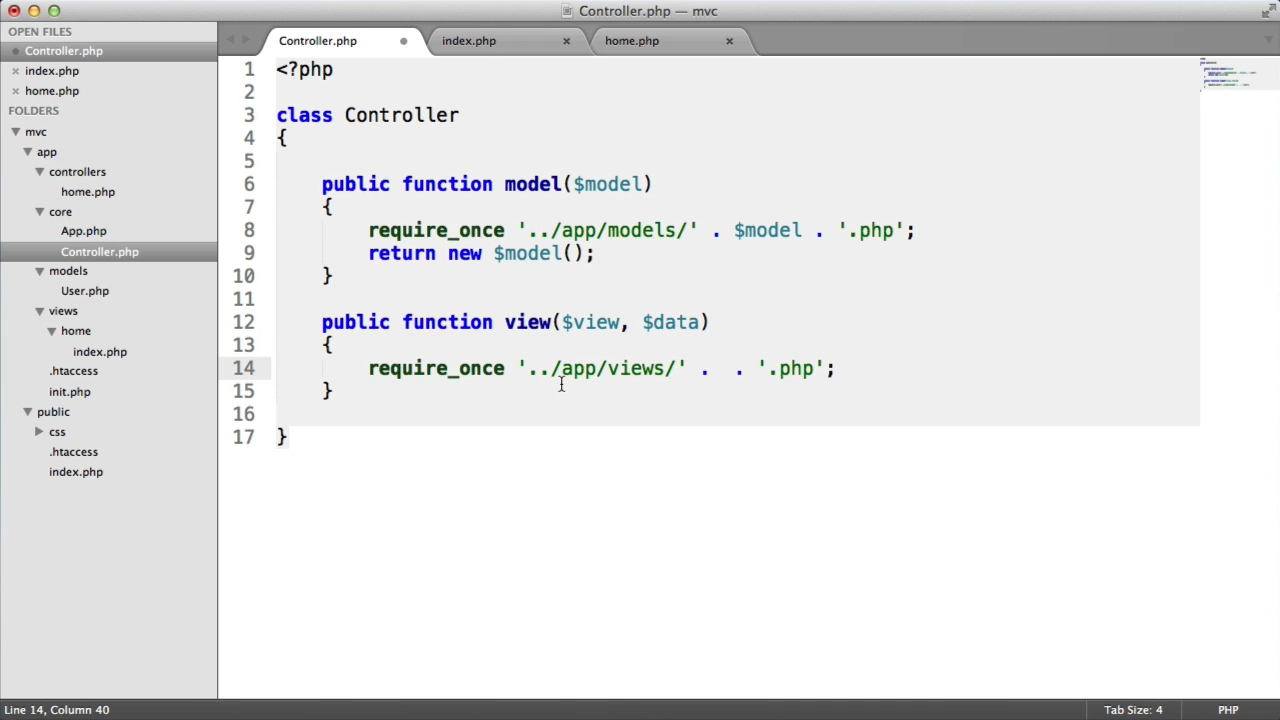 Controller.php — mvc
OPEN FILES
Controller.php
index.php
home.php
FOLDERS
mvc
app
controllers
home.php
core
App.php
Controller.php
models
User.php
views
home
index.php
.htaccess
init.php
public
css
.htaccess
index.php
Controller.php index.php home.php
1 <?php
2
3 class Controller
4 {
5
6 public function model($model)
7 {
8 require_once '../app/models/' . $model . '.php';
9 return new $model();
10 }
11
12 public function view($view, $data)
13 {
14 require_once '../app/views/' .  . '.php';
15 }
16
17 }
Line 14, Column 40 Tab Size: 4 PHP